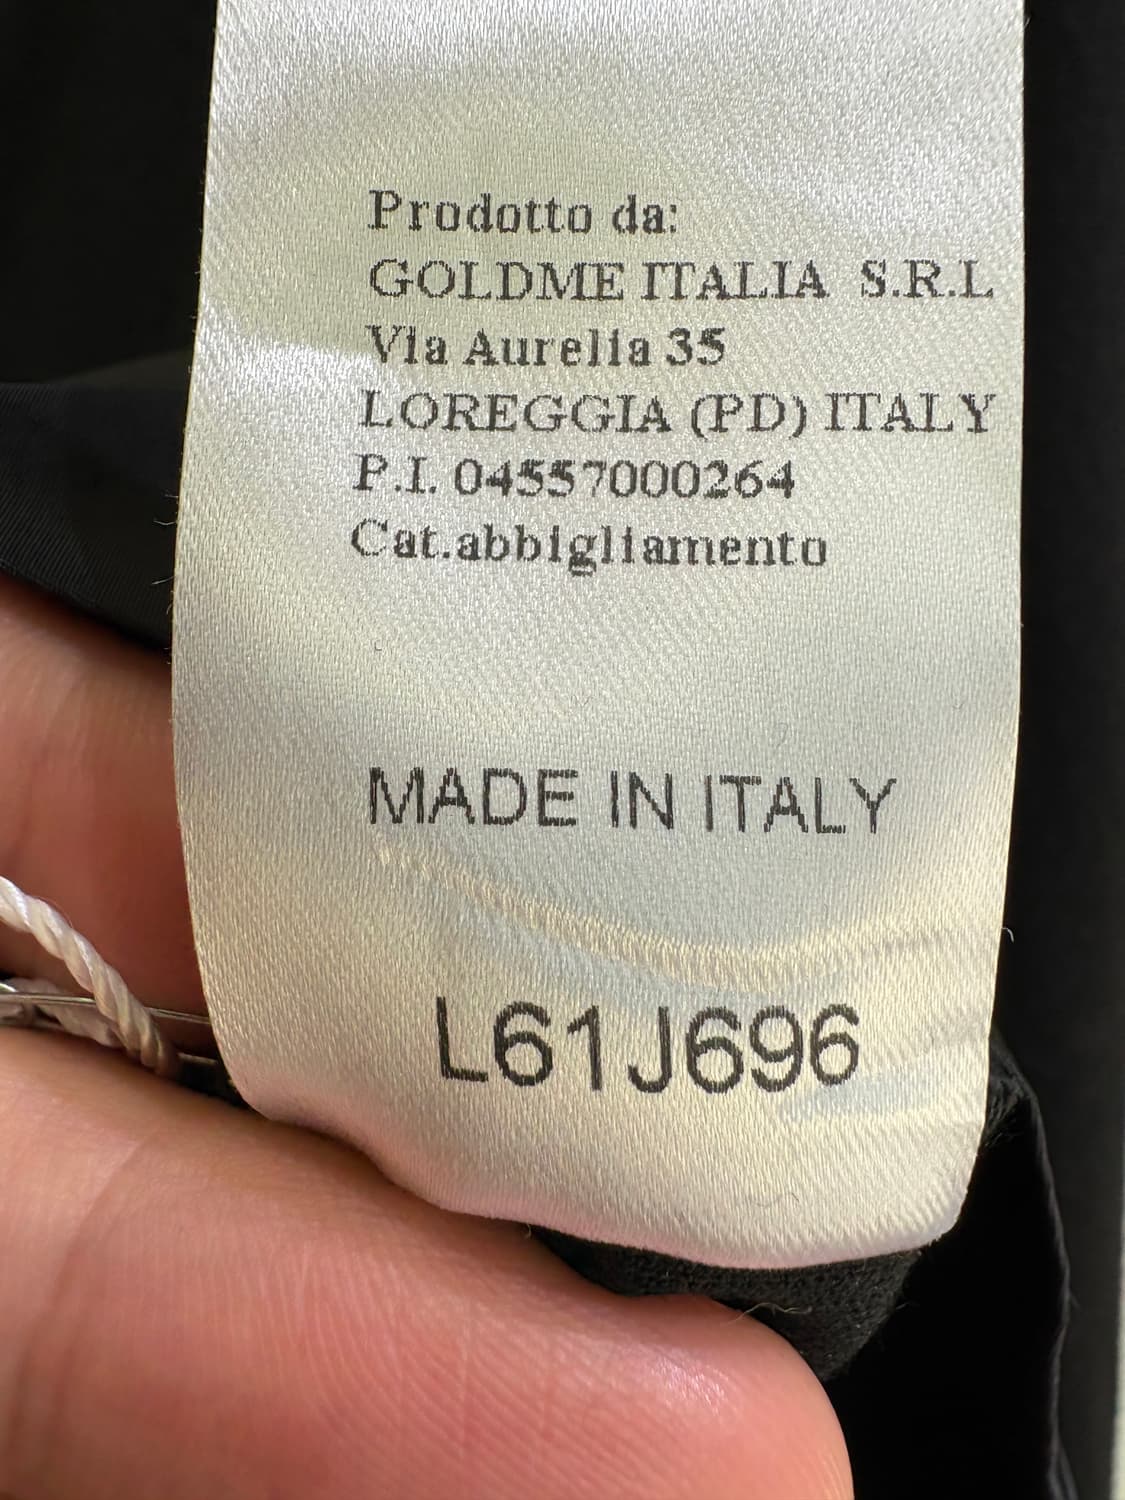 Prodotto da:
GOLDME ITALIA S.R.L
Via Aurelia 35
LOREGGIA (PD) ITALY
P.I. 04557000264
Cat.abbigliamento
MADE IN ITALY
L61J696